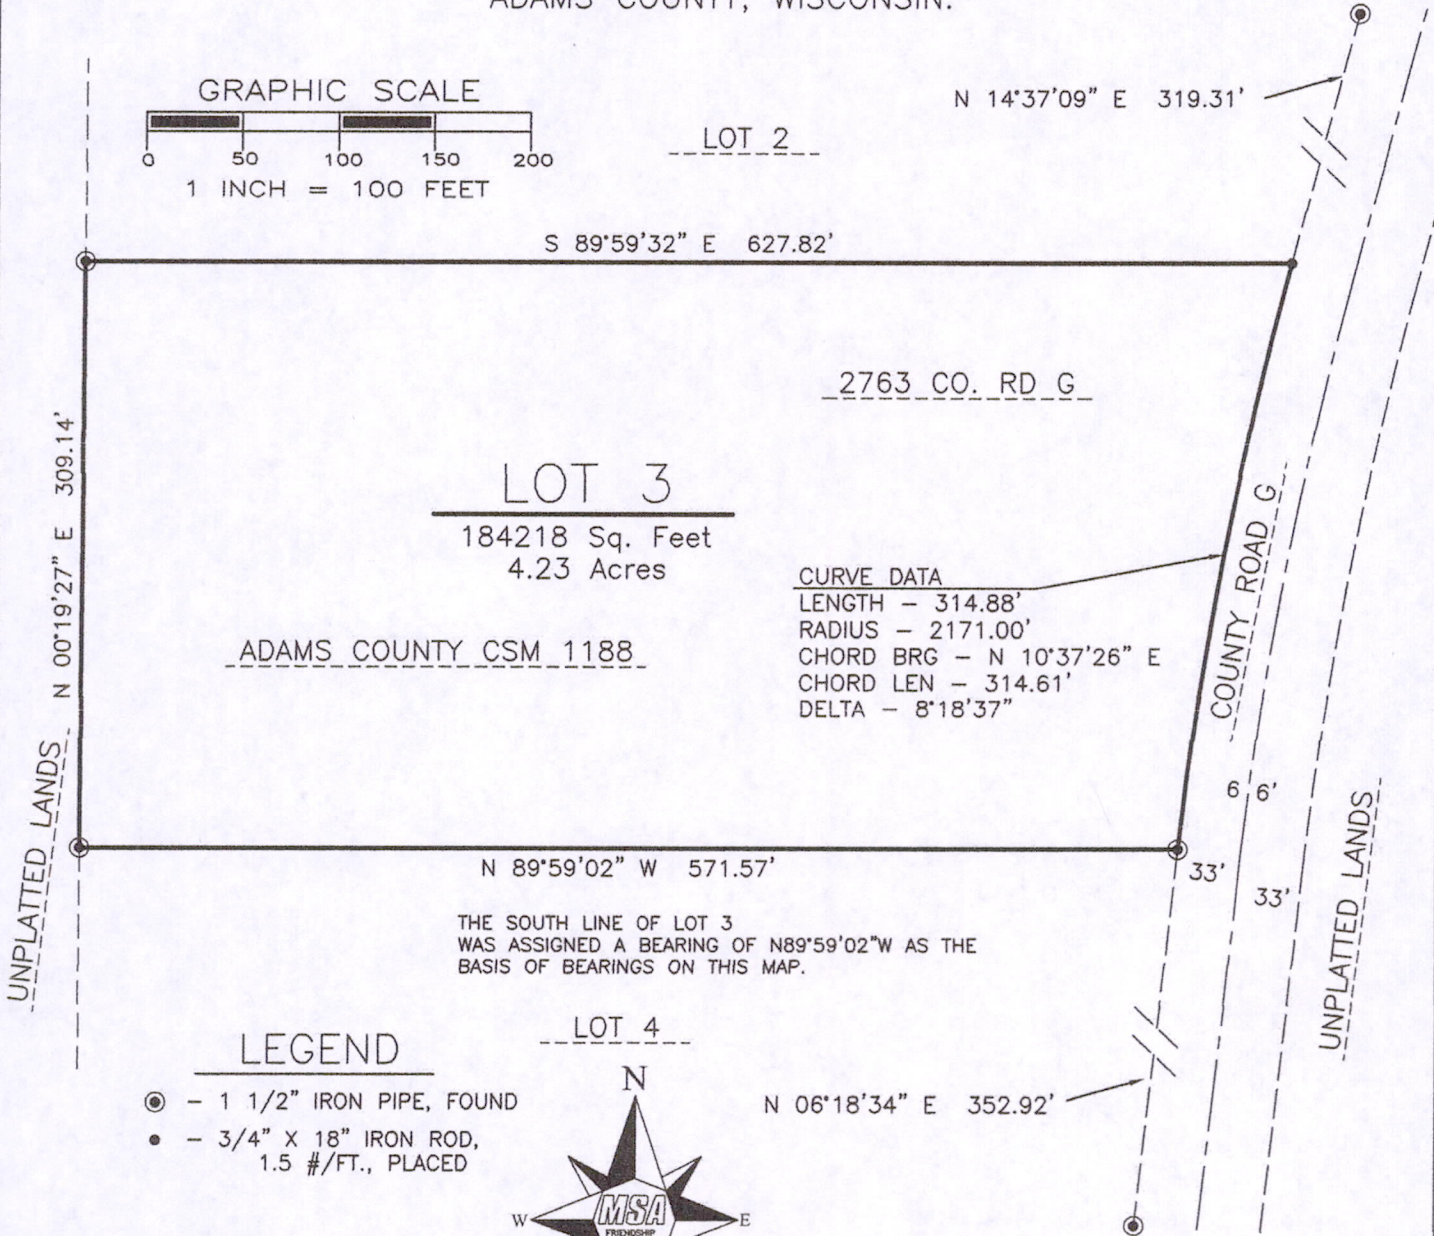 ADAMS COUNTY, WISCONSIN.
GRAPHIC SCALE
0 50 100 150 200
1 INCH = 100 FEET
LOT 2
N 14°37'09" E 319.31'
S 89°59'32" E 627.82'
N 00°19'27" E 309.14'
2763 CO. RD G
LOT 3
184218 Sq. Feet
4.23 Acres
ADAMS COUNTY CSM 1188
CURVE DATA
LENGTH - 314.88'
RADIUS - 2171.00'
CHORD BRG - N 10°37'26" E
CHORD LEN - 314.61'
DELTA - 8°18'37"
COUNTY ROAD G
66'
33'
33'
UNPLATTED LANDS
UNPLATTED LANDS
N 89°59'02" W 571.57'
THE SOUTH LINE OF LOT 3
WAS ASSIGNED A BEARING OF N89°59'02"W AS THE
BASIS OF BEARINGS ON THIS MAP.
LOT 4
LEGEND
- 1 1/2" IRON PIPE, FOUND
- 3/4" X 18" IRON ROD,
1.5 #/FT., PLACED
N 06°18'34" E 352.92'
N
W
E
MSA
FRIENDSHIP